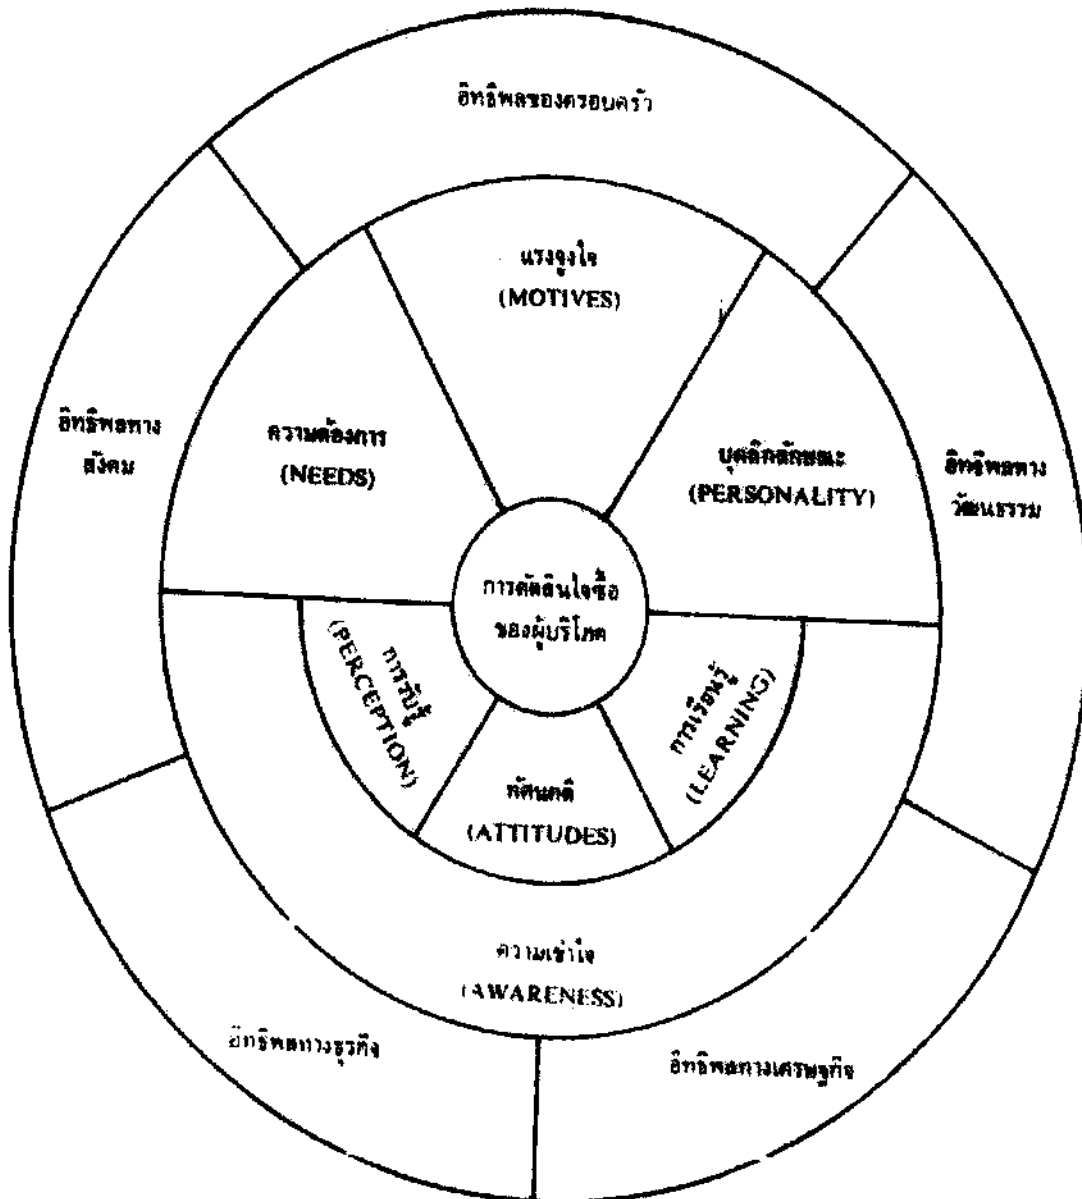 อิทธิพลของครอบครัว
แรงจูงใจ
(MOTIVES)
อิทธิพลทาง
สังคม
ความต้องการ
(NEEDS)
บุคลิกลักษณะ
(PERSONALITY)
อิทธิพลทาง
วัฒนธรรม
การตัดสินใจซื้อ
ของผู้บริโภค
การรับรู้
(PERCEPTION)
การเรียนรู้
(LEARNING)
ทัศนคติ
(ATTITUDES)
ความเข้าใจ
(AWARENESS)
อิทธิพลทางธุรกิจ
อิทธิพลทางเศรษฐกิจ